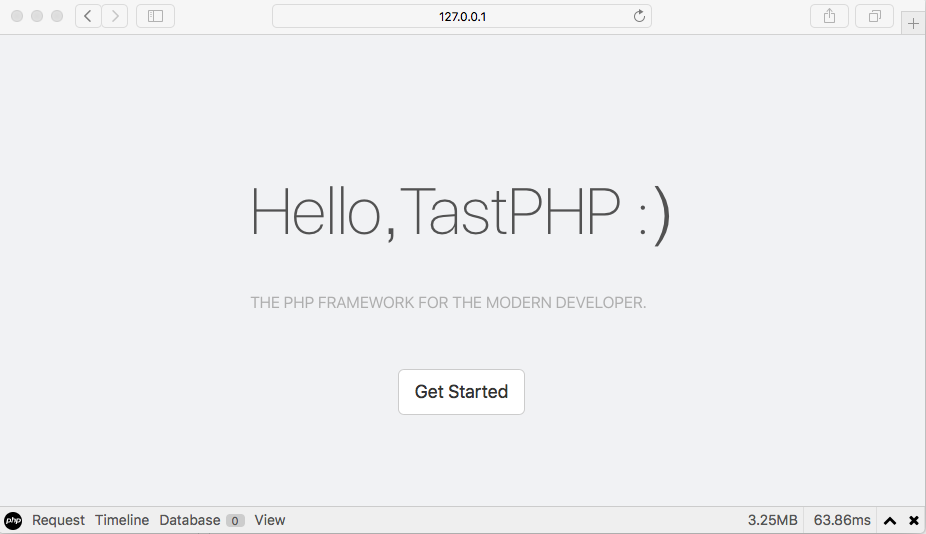 127.0.0.1
Hello,TastPHP :)
THE PHP FRAMEWORK FOR THE MODERN DEVELOPER.
Get Started
php Request Timeline Database 0 View 3.25MB 63.86ms